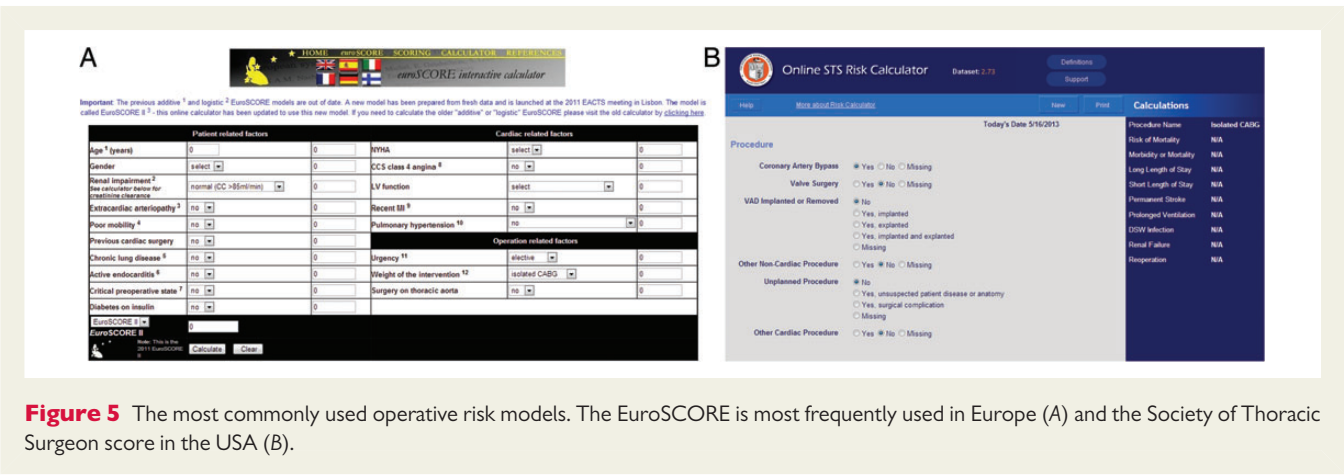 A
HOME euroSCORE SCORING CALCULATOR REFERENCES
euroSCORE interactive calculator
Important: The previous additive 1 and logistic 2 EuroSCORE models are out of date. A new model has been prepared from fresh data and is launched at the 2011 EACTS meeting in Lisbon. The model is
called EuroSCORE II 3 - this online calculator has been updated to use this new model. If you need to calculate the older "additive" or "logistic" EuroSCORE please visit the old calculator by clicking here.
Patient related factors Cardiac related factors
Age 1 (years) 0 0 NYHA select 0
Gender select 0 CCS class 4 angina 8 no 0
Renal impairment 2
See calculator below for
creatinine clearance
normal (CC >85ml/min) 0 LV function select 0
Extracardiac arteriopathy 3 no 0 Recent MI 9 no 0
Poor mobility 4 no 0 Pulmonary hypertension 10 no 0
Previous cardiac surgery no 0 Operation related factors
Chronic lung disease 5 no 0 Urgency 11 elective 0
Active endocarditis 6 no 0 Weight of the intervention 12 isolated CABG 0
Critical preoperative state 7 no 0 Surgery on thoracic aorta no 0
Diabetes on insulin no 0
EuroSCORE II
EuroSCORE II 0
Note: This is the
2011 EuroSCORE
II
Calculate Clear
B
Online STS Risk Calculator Dataset: 2.73
Definitions
Support
Help More about Risk Calculator New Print Calculations
Today's Date 5/16/2013
Procedure
Coronary Artery Bypass Yes No Missing
Valve Surgery Yes No Missing
VAD Implanted or Removed No
Yes, implanted
Yes, explanted
Yes, implanted and explanted
Missing
Other Non-Cardiac Procedure Yes No Missing
Unplanned Procedure No
Yes, unsuspected patient disease or anatomy
Yes, surgical complication
Missing
Other Cardiac Procedure Yes No Missing
Procedure Name Isolated CABG
Risk of Mortality N/A
Morbidity or Mortality N/A
Long Length of Stay N/A
Short Length of Stay N/A
Permanent Stroke N/A
Prolonged Ventilation N/A
DSW Infection N/A
Renal Failure N/A
Reoperation N/A
Figure 5 The most commonly used operative risk models. The EuroSCORE is most frequently used in Europe (A) and the Society of Thoracic
Surgeon score in the USA (B).